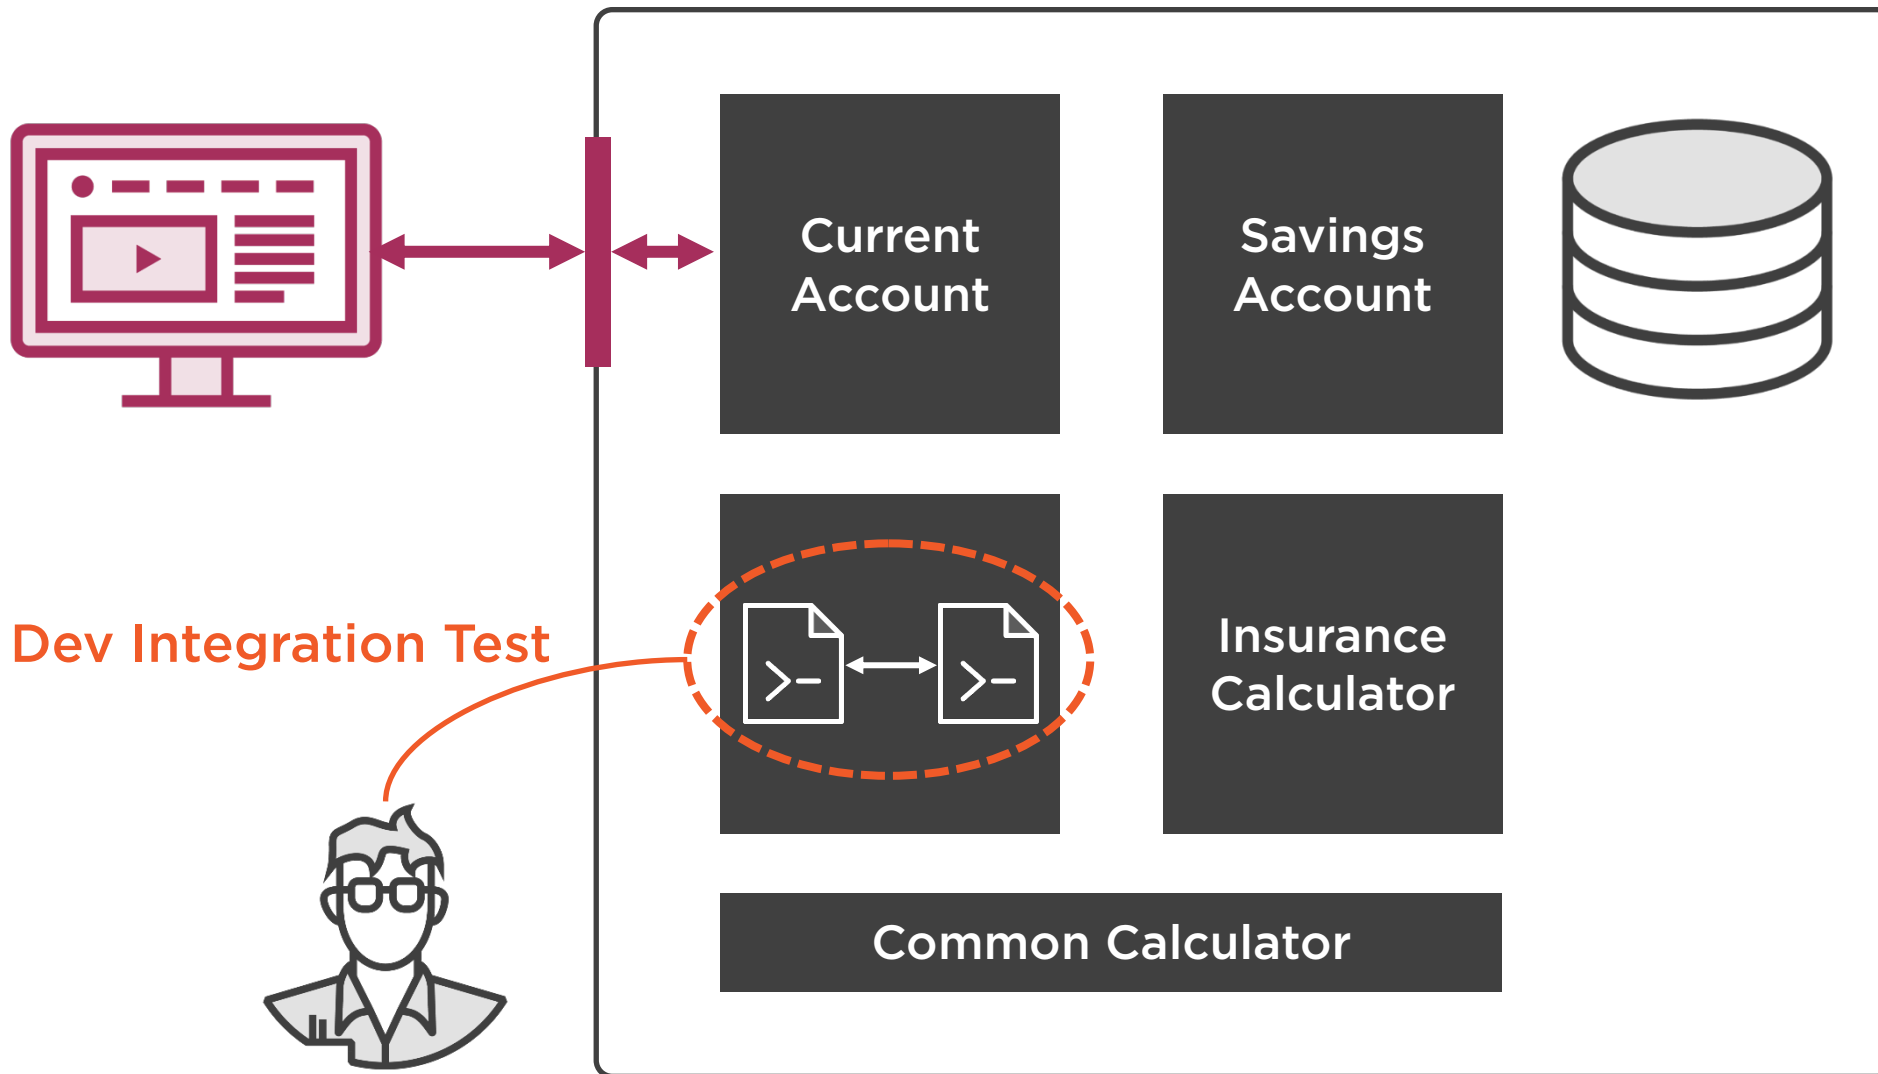 Current
Account
Savings
Account
Dev Integration Test
Insurance
Calculator
Common Calculator